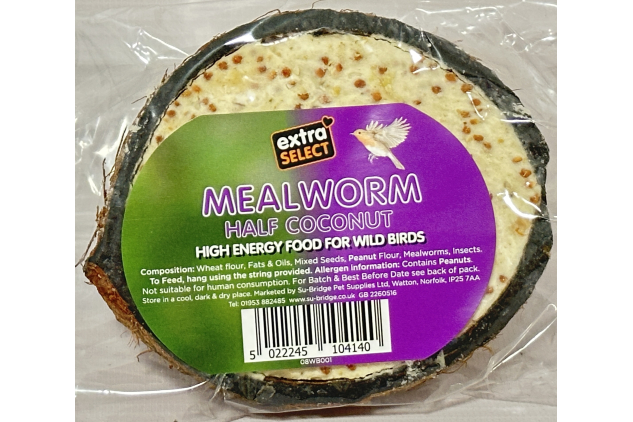 extra
SELECT
MEALWORM
HALF COCONUT
HIGH ENERGY FOOD FOR WILD BIRDS
Composition: Wheat flour, Fats & Oils, Mixed Seeds, Peanut Flour, Mealworms, Insects.
To Feed, hang using the string provided. Allergen information: Contains Peanuts.
Not suitable for human consumption. For Batch & Best Before Date see back of pack.
Store in a cool, dark & dry place. Marketed by Su-Bridge Pet Supplies Ltd, Watton, Norfolk, IP25 7AA
Tel: 01953 882485 www.su-bridge.co.uk GB 2260516
5 022245 104140
08WB001